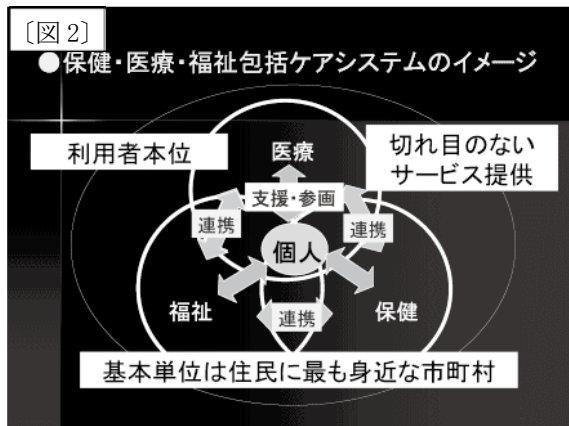 〔図2〕
●保健・医療・福祉包括ケアシステムのイメージ
利用者本位
医療
切れ目のない
サービス提供
支援・参画
連携
個人
連携
福祉
連携
保健
基本単位は住民に最も身近な市町村